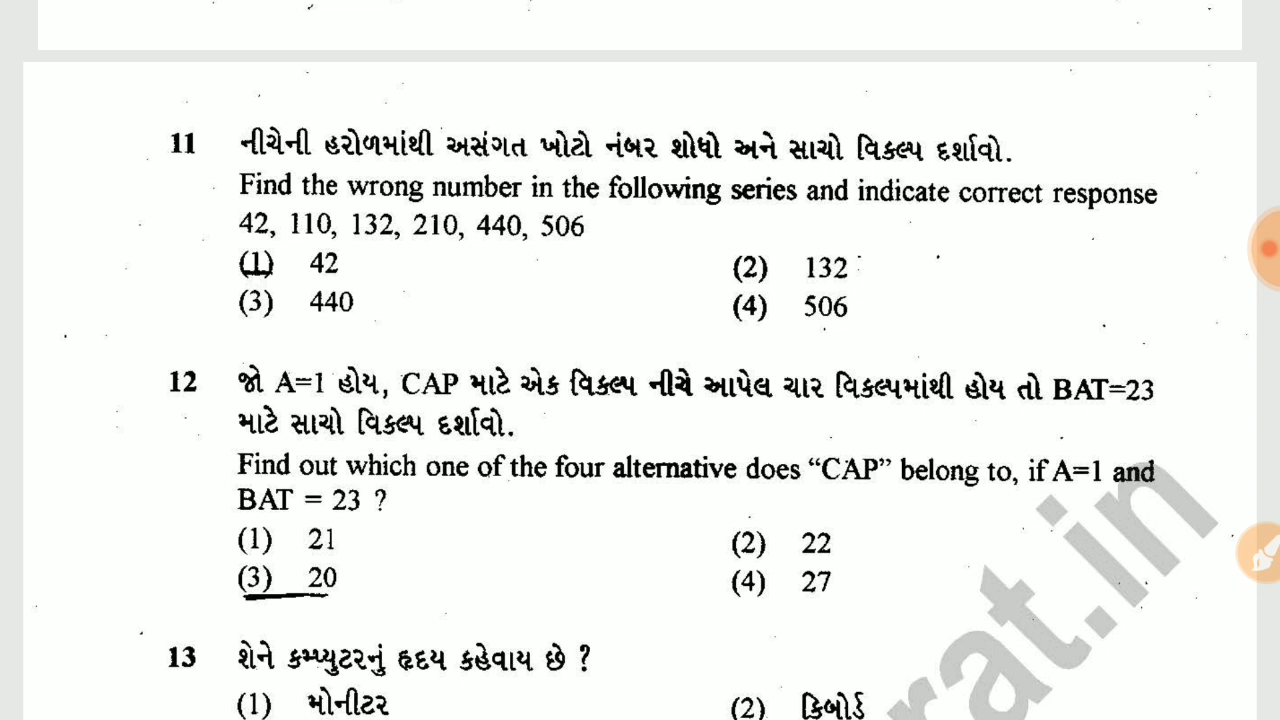 11 નીચેની હરોળમાંથી અસંગત ખોટો નંબર શોધો અને સાચો વિકલ્પ દર્શાવો.
Find the wrong number in the following series and indicate correct response
42, 110, 132, 210, 440, 506
(1) 42 (2) 132
(3) 440 (4) 506
12 જો A=1 હોય, CAP માટે એક વિકલ્પ નીચે આપેલ ચાર વિકલ્પમાંથી હોય તો BAT=23
માટે સાચો વિકલ્પ દર્શાવો.
Find out which one of the four alternative does “CAP” belong to, if A=1 and
BAT = 23 ?
(1) 21 (2) 22
(3) 20 (4) 27
13 શેને કમ્પ્યુટરનું હૃદય કહેવાય છે ?
(1) મોનીટર (2) કિબોર્ડ
rat.in